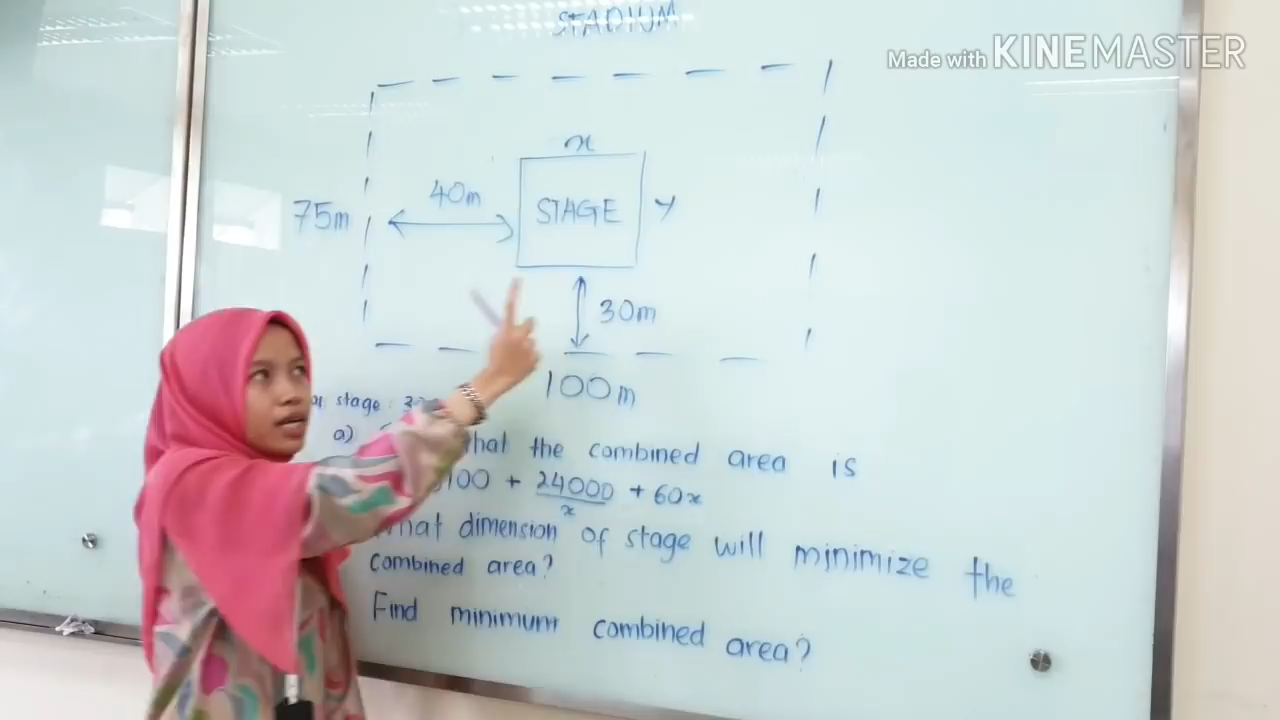 STADIUM
Made with KINEMASTER
x
40m
75m
STAGE
y
30m
100m
stage :
a) that the combined area is
100 + 24000/x + 60x
What dimension of stage will minimize the
combined area?
Find minimum combined area?